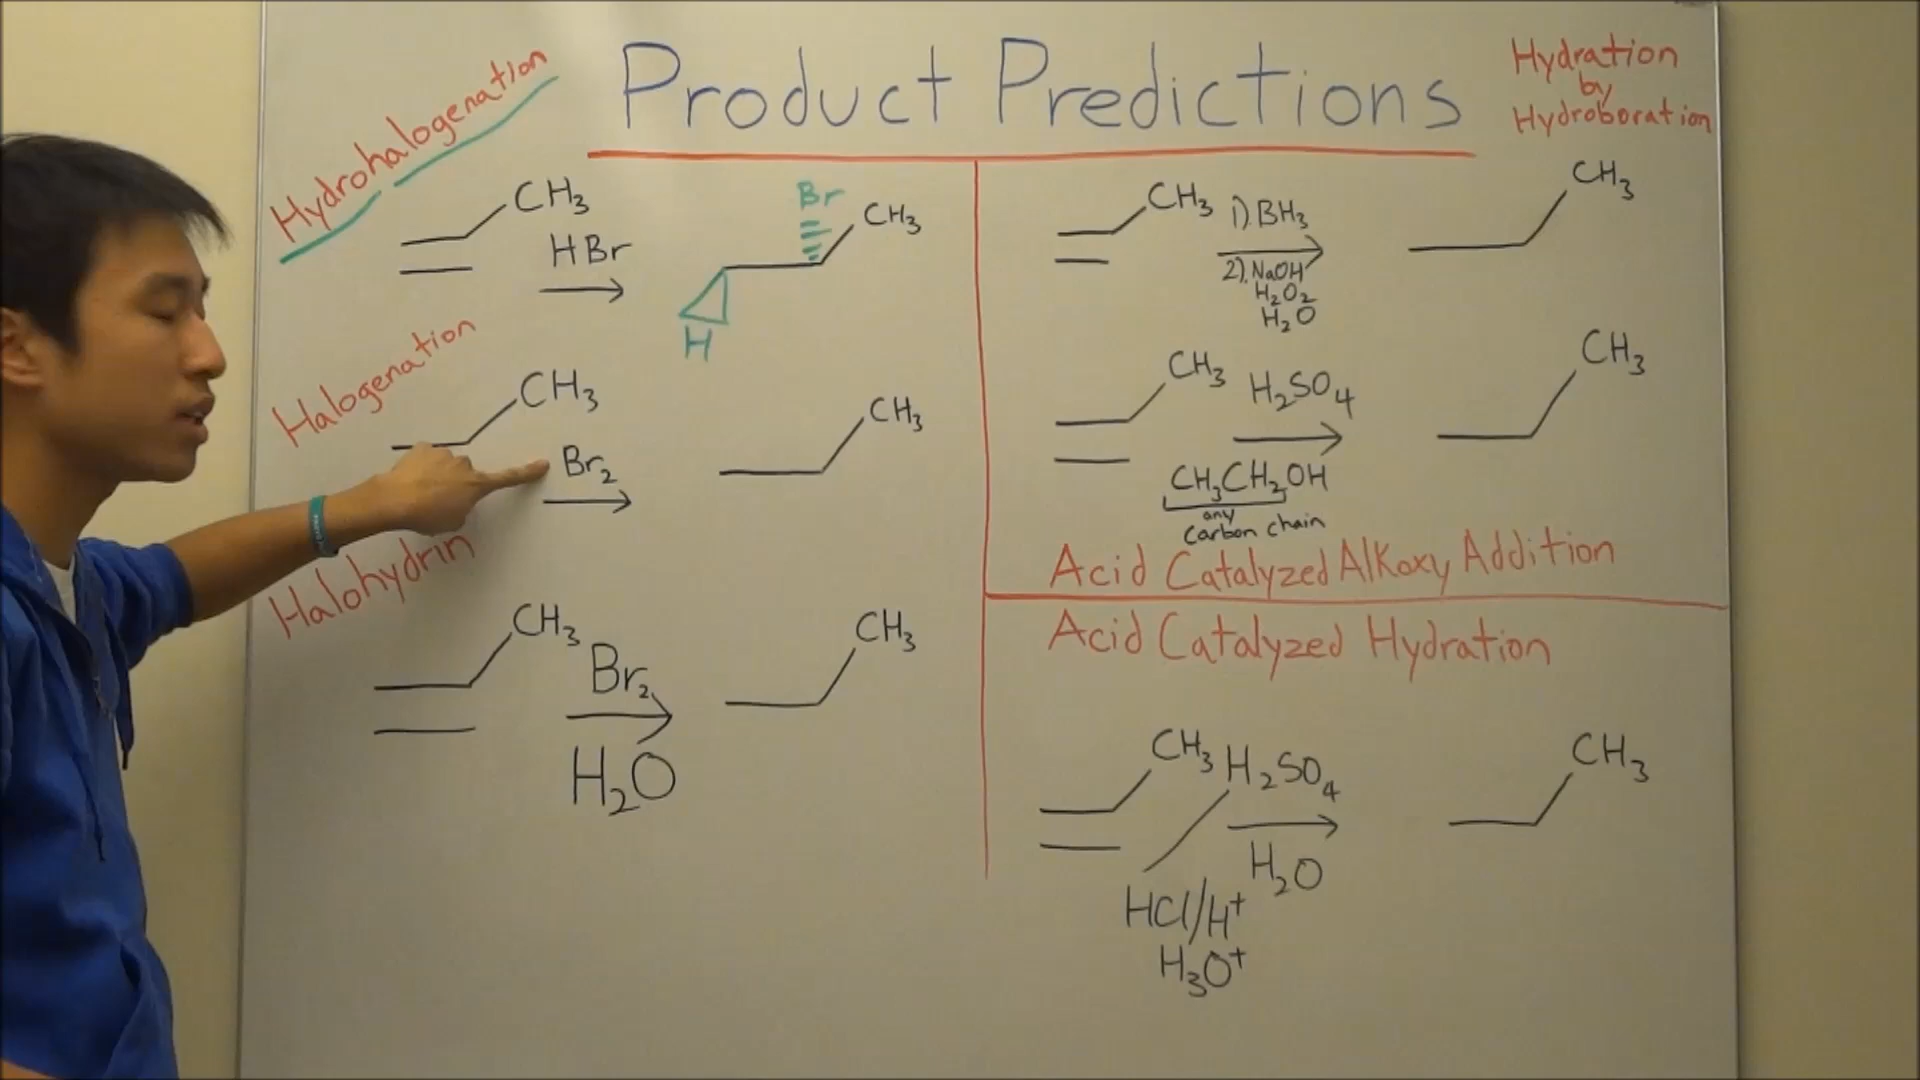 Product Predictions
Hydrohalogenation
CH₃
HBr
Br
CH₃
H
Halogenation
CH₃
Br₂
CH₃
Halohydrin
CH₃
Br₂
H₂O
CH₃
Hydration
by
Hydroboration
CH₃
1). BH₃
2). NaOH
H₂O₂
H₂O
CH₃
CH₃
H₂SO₄
CH₃CH₂OH
any
Carbon chain
CH₃
Acid Catalyzed Alkoxy Addition
Acid Catalyzed Hydration
CH₃
H₂SO₄
H₂O
HCl/H⁺
H₃O⁺
CH₃